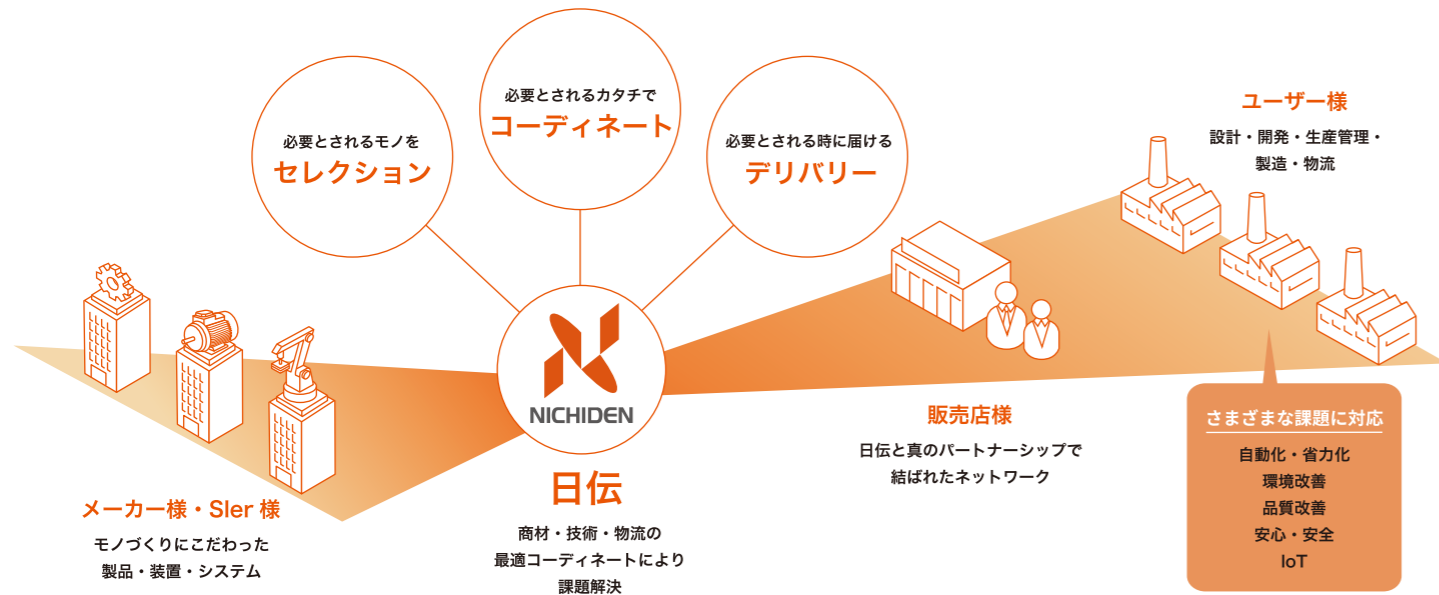 必要とされるモノを
セレクション
必要とされるカタチで
コーディネート
必要とされる時に届ける
デリバリー
NICHIDEN
日伝
商材・技術・物流の
最適コーディネートにより
課題解決
メーカー様・SIer 様
モノづくりにこだわった
製品・装置・システム
販売店様
日伝と真のパートナーシップで
結ばれたネットワーク
ユーザー様
設計・開発・生産管理・
製造・物流
さまざまな課題に対応
自動化・省力化
環境改善
品質改善
安心・安全
IoT